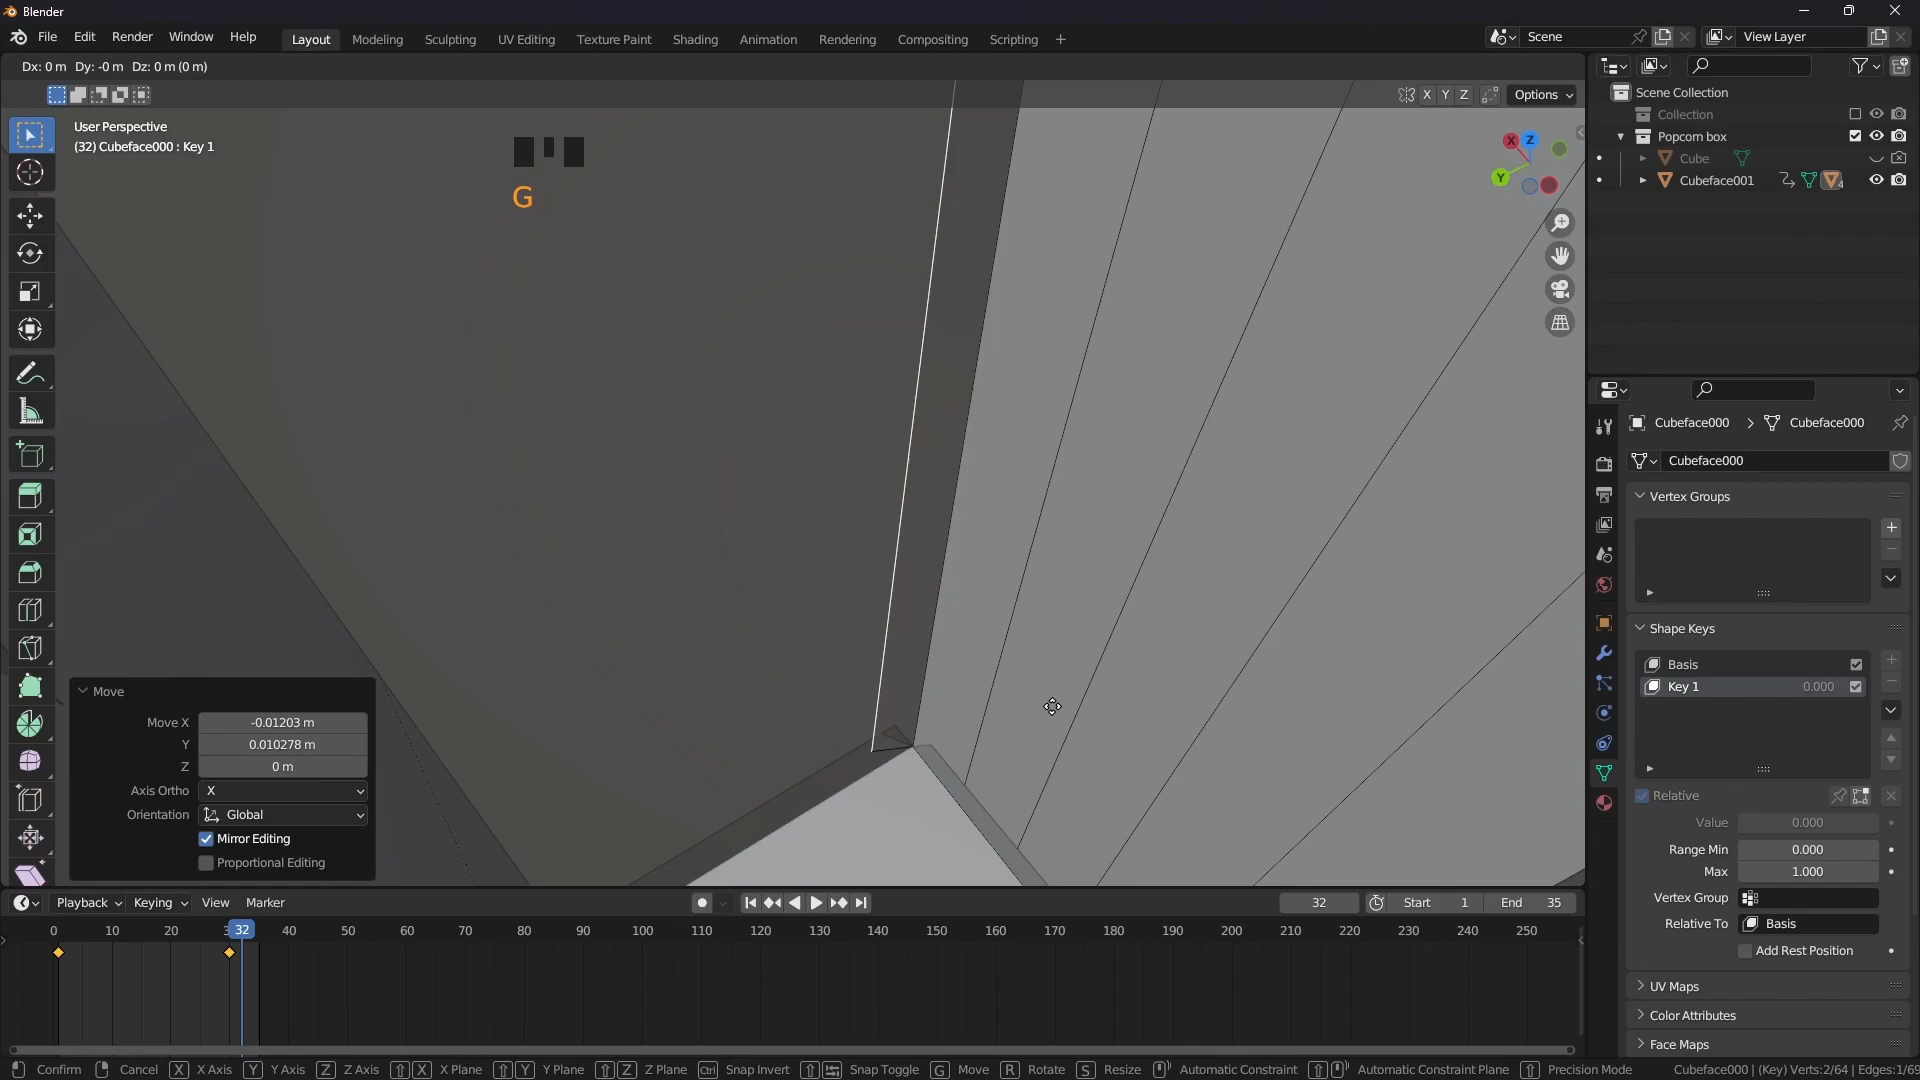 Blender
File Edit Render Window Help Layout Modeling Sculpting UV Editing Texture Paint Shading Animation Rendering Compositing Scripting Scene View Layer
Dx: 0 m Dy: -0 m Dz: 0 m (0 m)
X Y Z Options
User Perspective
(32) Cubeface000 : Key 1
G
X Z
Y
Scene Collection
Collection
Popcorn box
Cube
Cubeface001
Cubeface000 Cubeface000
Cubeface000
Vertex Groups
Shape Keys
Basis
Key 1 0.000
Relative
Value 0.000
Range Min 0.000
Max 1.000
Vertex Group
Relative To Basis
Add Rest Position
UV Maps
Color Attributes
Face Maps
Move
Move X -0.01203 m
Y 0.010278 m
Z 0 m
Axis Ortho X
Orientation Global
Mirror Editing
Proportional Editing
Playback Keying View Marker 32 Start 1 End 35
0 10 20 32 40 50 60 70 80 90 100 110 120 130 140 150 160 170 180 190 200 210 220 230 240 250
Confirm Cancel X X Axis Y Y Axis Z Z Axis X X Plane Y Y Plane Z Z Plane Ctrl Snap Invert Snap Toggle G Move R Rotate S Resize Automatic Constraint Automatic Constraint Plane Precision Mode Cubeface000 | (Key) Verts:2/64 | Edges:1/69